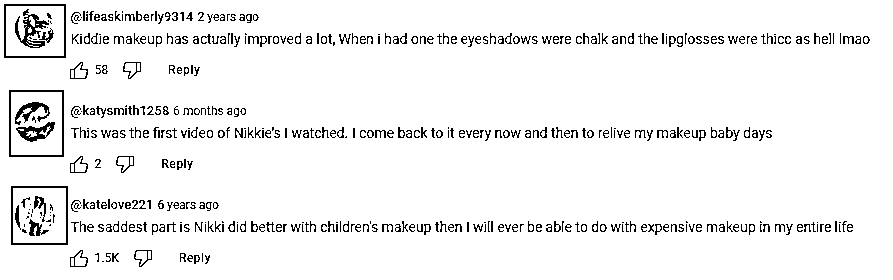 @lifeaskimberly9314 2 years ago
Kiddie makeup has actually improved a lot, When i had one the eyeshadows were chalk and the lipglosses were thicc as hell lmao
58 Reply
@katysmith1258 6 months ago
This was the first video of Nikkie's I watched. I come back to it every now and then to relive my makeup baby days
2 Reply
@katelove221 6 years ago
The saddest part is Nikki did better with children's makeup then I will ever be able to do with expensive makeup in my entire life
1.5K Reply